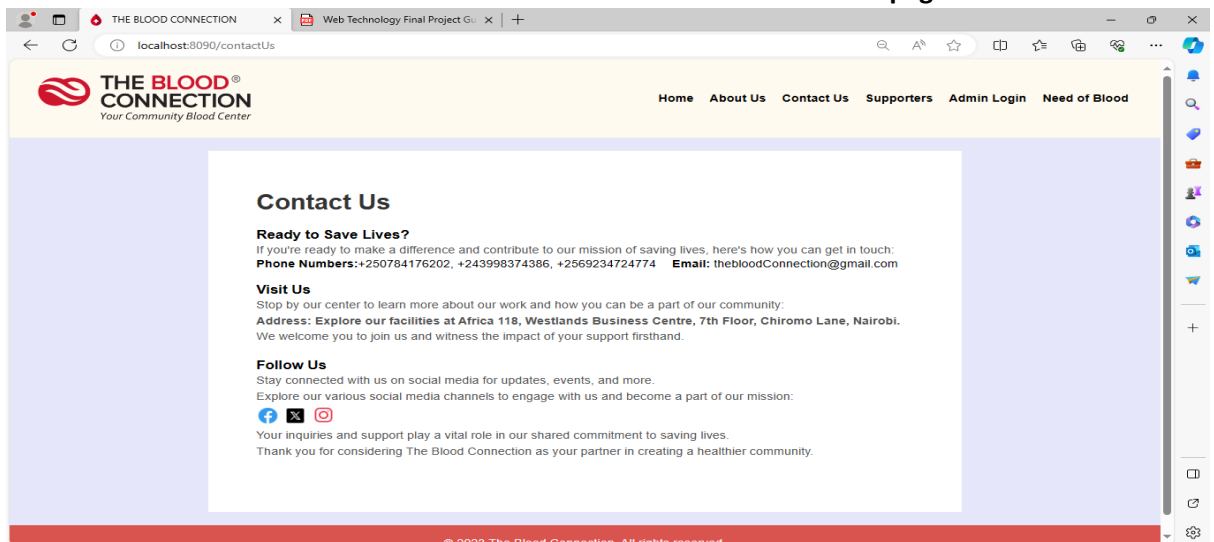 page
THE BLOOD CONNECTION
Web Technology Final Project Gu
localhost:8090/contactUs
THE BLOOD®
CONNECTION
Your Community Blood Center
Home About Us Contact Us Supporters Admin Login Need of Blood
Contact Us
Ready to Save Lives?
If you're ready to make a difference and contribute to our mission of saving lives, here's how you can get in touch:
Phone Numbers:+250784176202, +243998374386, +2569234724774 Email: thebloodConnection@gmail.com
Visit Us
Stop by our center to learn more about our work and how you can be a part of our community:
Address: Explore our facilities at Africa 118, Westlands Business Centre, 7th Floor, Chiromo Lane, Nairobi.
We welcome you to join us and witness the impact of your support firsthand.
Follow Us
Stay connected with us on social media for updates, events, and more.
Explore our various social media channels to engage with us and become a part of our mission:
Your inquiries and support play a vital role in our shared commitment to saving lives.
Thank you for considering The Blood Connection as your partner in creating a healthier community.
The Blood Connection. All rights reserved